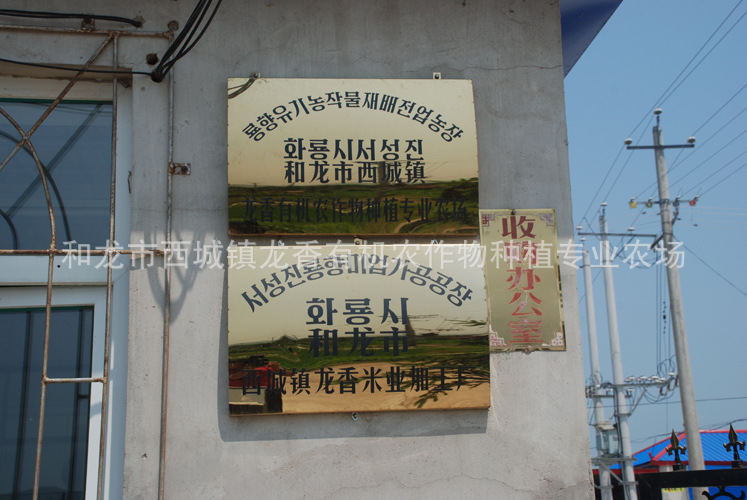 룡향유기농작물재배전업농장
화룡시서성진
和龙市西城镇
龙香有机农作物种植专业农场
和龙市西城镇龙香有机农作物种植专业农场
서성진룡향미업가공공장
화룡시
和龙市
西城镇龙香米业加工厂
收购办公室